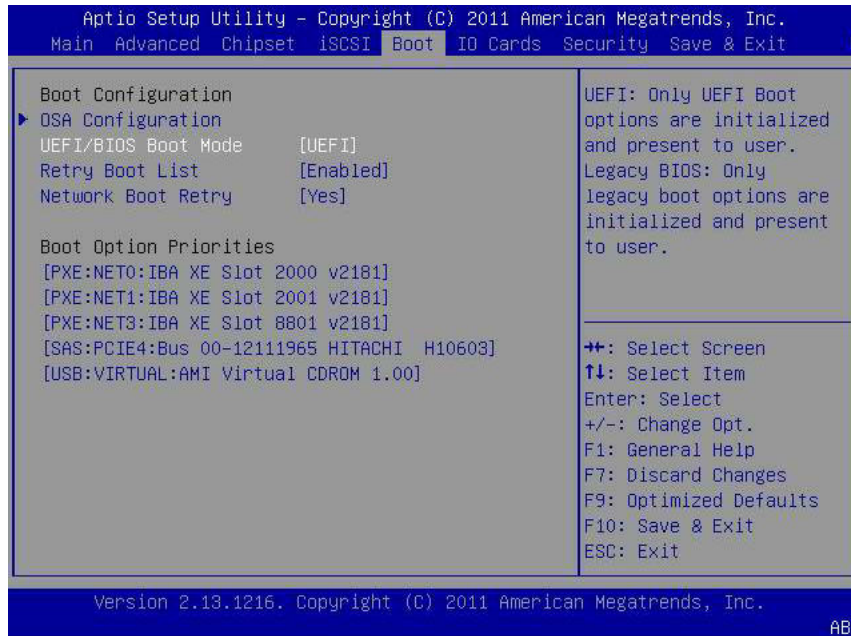 Aptio Setup Utility – Copyright (C) 2011 American Megatrends, Inc.
Main Advanced Chipset iSCSI Boot IO Cards Security Save & Exit
Boot Configuration
OSA Configuration
UEFI/BIOS Boot Mode [UEFI]
Retry Boot List [Enabled]
Network Boot Retry [Yes]
Boot Option Priorities
[PXE:NET0:IBA XE Slot 2000 v2181]
[PXE:NET1:IBA XE Slot 2001 v2181]
[PXE:NET3:IBA XE Slot 8801 v2181]
[SAS:PCIE4:Bus 00-12111965 HITACHI H10603]
[USB:VIRTUAL:AMI Virtual CDROM 1.00]
UEFI: Only UEFI Boot
options are initialized
and present to user.
Legacy BIOS: Only
legacy boot options are
initialized and present
to user.
→←: Select Screen
↑↓: Select Item
Enter: Select
+/-: Change Opt.
F1: General Help
F7: Discard Changes
F9: Optimized Defaults
F10: Save & Exit
ESC: Exit
Version 2.13.1216. Copyright (C) 2011 American Megatrends, Inc.
AB